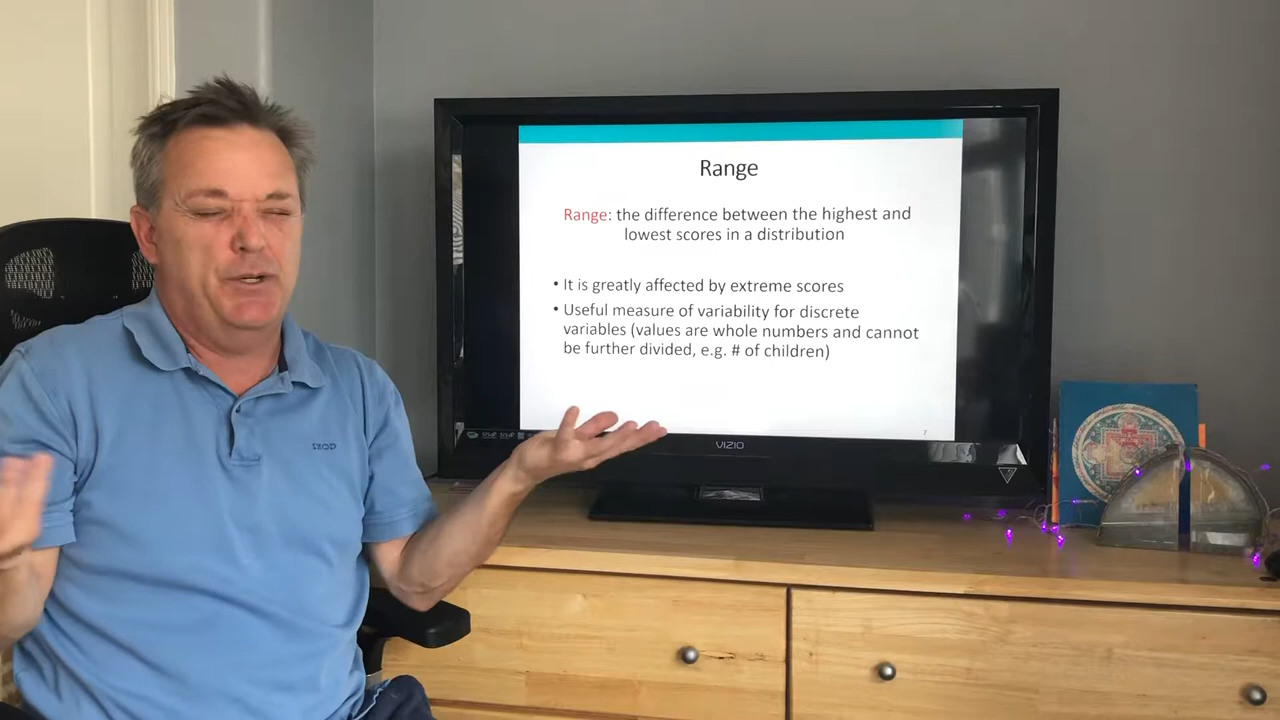 Range
Range: the difference between the highest and
lowest scores in a distribution
• It is greatly affected by extreme scores
• Useful measure of variability for discrete
variables (values are whole numbers and cannot
be further divided, e.g. # of children)
7
VIZIO
IZOD